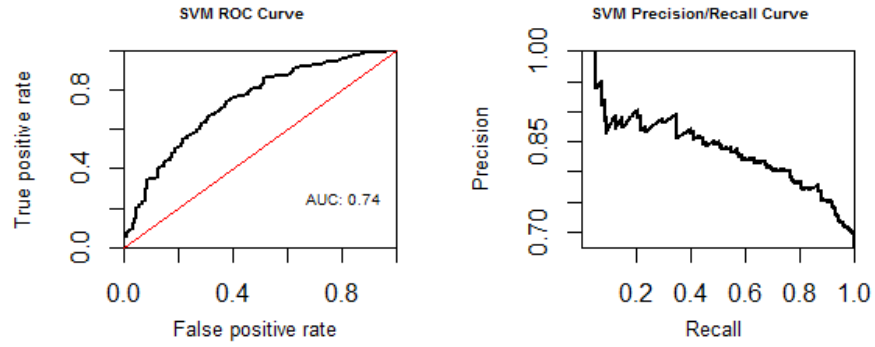 SVM ROC Curve
True positive rate
0.0 0.4 0.8
AUC: 0.74
0.0 0.4 0.8
False positive rate
SVM Precision/Recall Curve
Precision
0.70 0.85 1.00
0.2 0.4 0.6 0.8 1.0
Recall